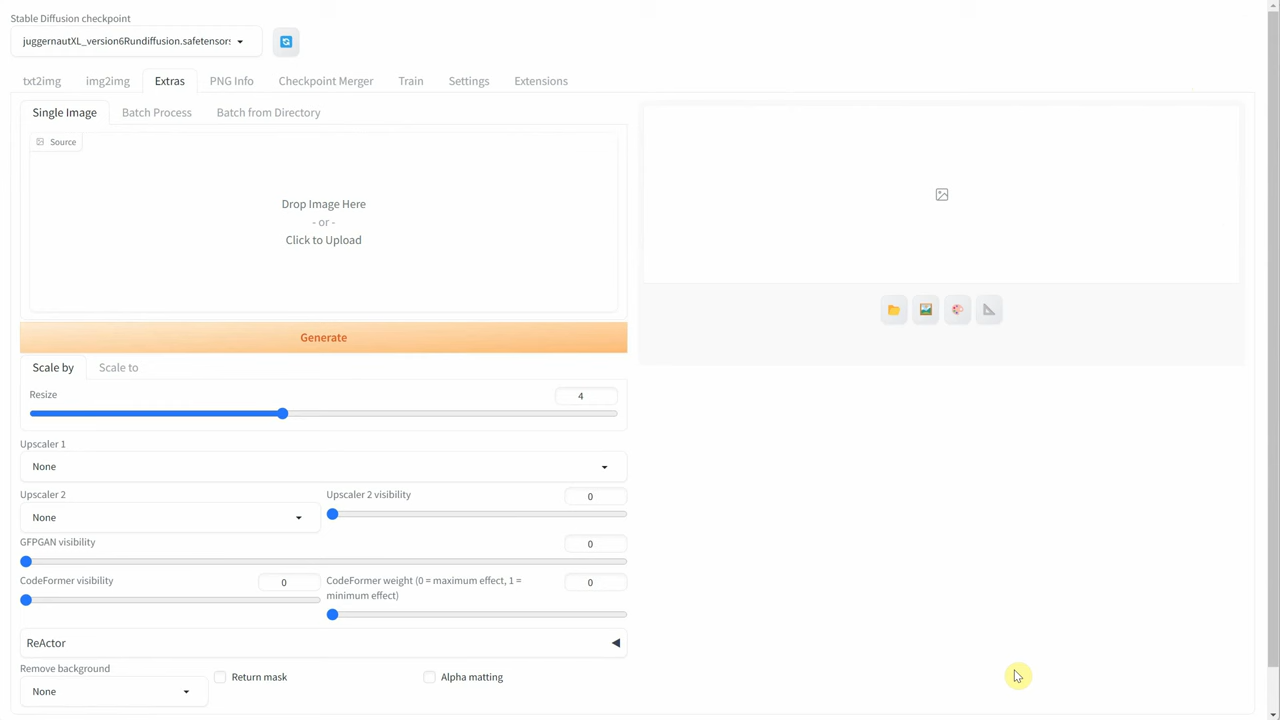 Stable Diffusion checkpoint
juggernautXL_version6Rundiffusion.safetensors
txt2img img2img Extras PNG Info Checkpoint Merger Train Settings Extensions
Single Image Batch Process Batch from Directory
Source
Drop Image Here
- or -
Click to Upload
Generate
Scale by Scale to
Resize 4
Upscaler 1
None
Upscaler 2 Upscaler 2 visibility 0
None
GFPGAN visibility 0
CodeFormer visibility 0 CodeFormer weight (0 = maximum effect, 1 = 0
minimum effect)
ReActor
Remove background
None Return mask Alpha matting